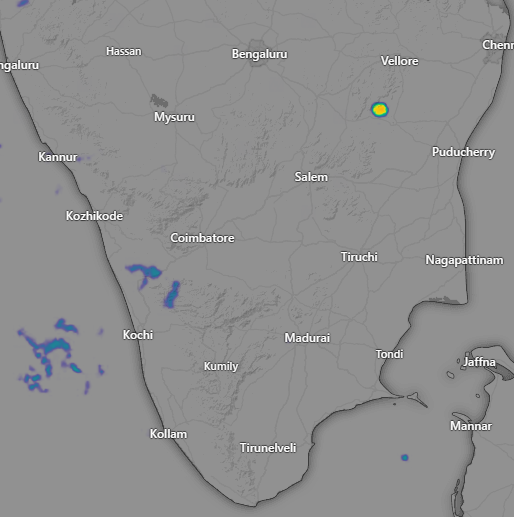 Chenn
Hassan
Bengaluru
Vellore
ngaluru
Mysuru
Puducherry
Kannur
Salem
Kozhikode
Coimbatore
Tiruchi
Nagapattinam
Kochi
Madurai
Tondi
Kumily
Jaffna
Mannar
Kollam
Tirunelveli